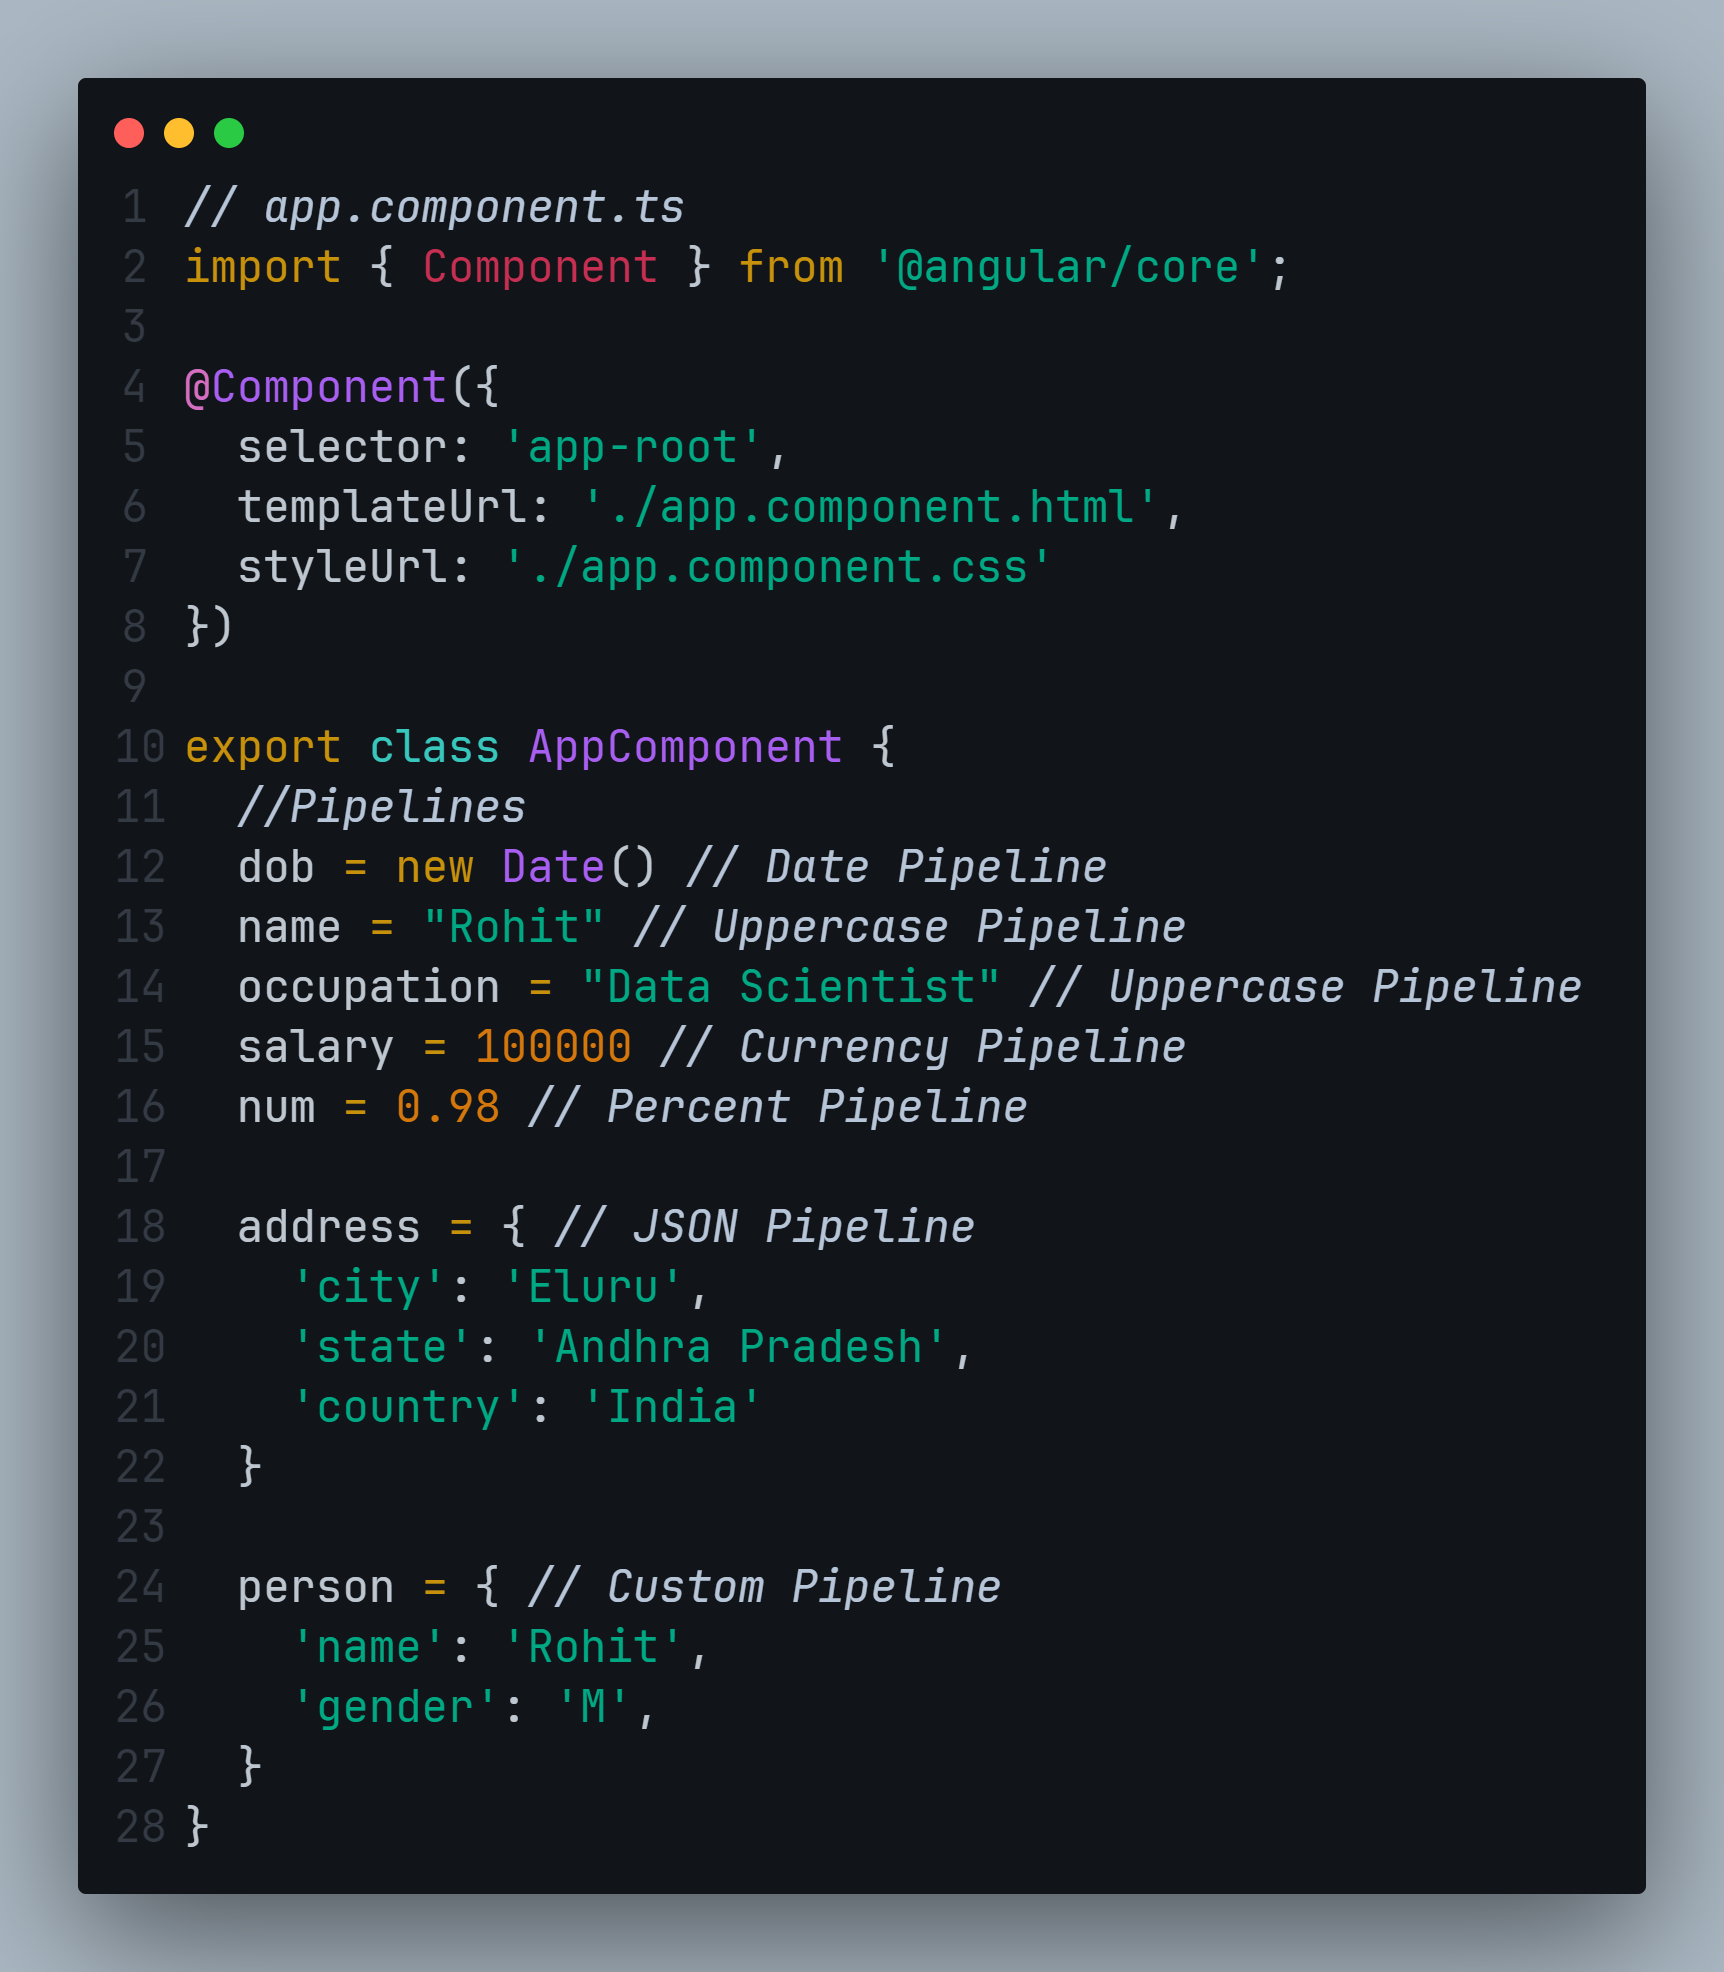 1 // app.component.ts
2 import { Component } from '@angular/core';
3
4 @Component({
5   selector: 'app-root',
6   templateUrl: './app.component.html',
7   styleUrl: './app.component.css'
8 })
9
10 export class AppComponent {
11   //Pipelines
12   dob = new Date() // Date Pipeline
13   name = "Rohit" // Uppercase Pipeline
14   occupation = "Data Scientist" // Uppercase Pipeline
15   salary = 100000 // Currency Pipeline
16   num = 0.98 // Percent Pipeline
17
18   address = { // JSON Pipeline
19     'city': 'Eluru',
20     'state': 'Andhra Pradesh',
21     'country': 'India'
22   }
23
24   person = { // Custom Pipeline
25     'name': 'Rohit',
26     'gender': 'M',
27   }
28 }